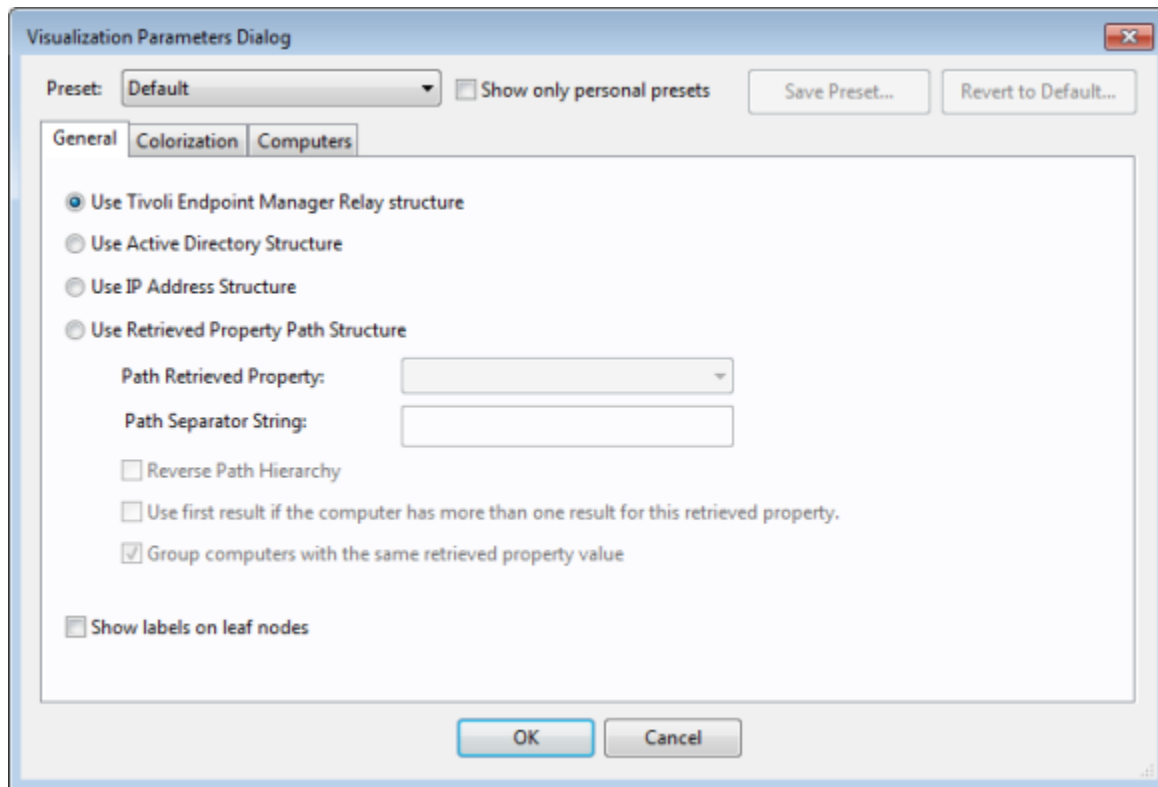 Visualization Parameters Dialog
Preset: Default Show only personal presets Save Preset... Revert to Default...
General Colorization Computers
Use Tivoli Endpoint Manager Relay structure
Use Active Directory Structure
Use IP Address Structure
Use Retrieved Property Path Structure
Path Retrieved Property:
Path Separator String:
Reverse Path Hierarchy
Use first result if the computer has more than one result for this retrieved property.
Group computers with the same retrieved property value
Show labels on leaf nodes
OK Cancel